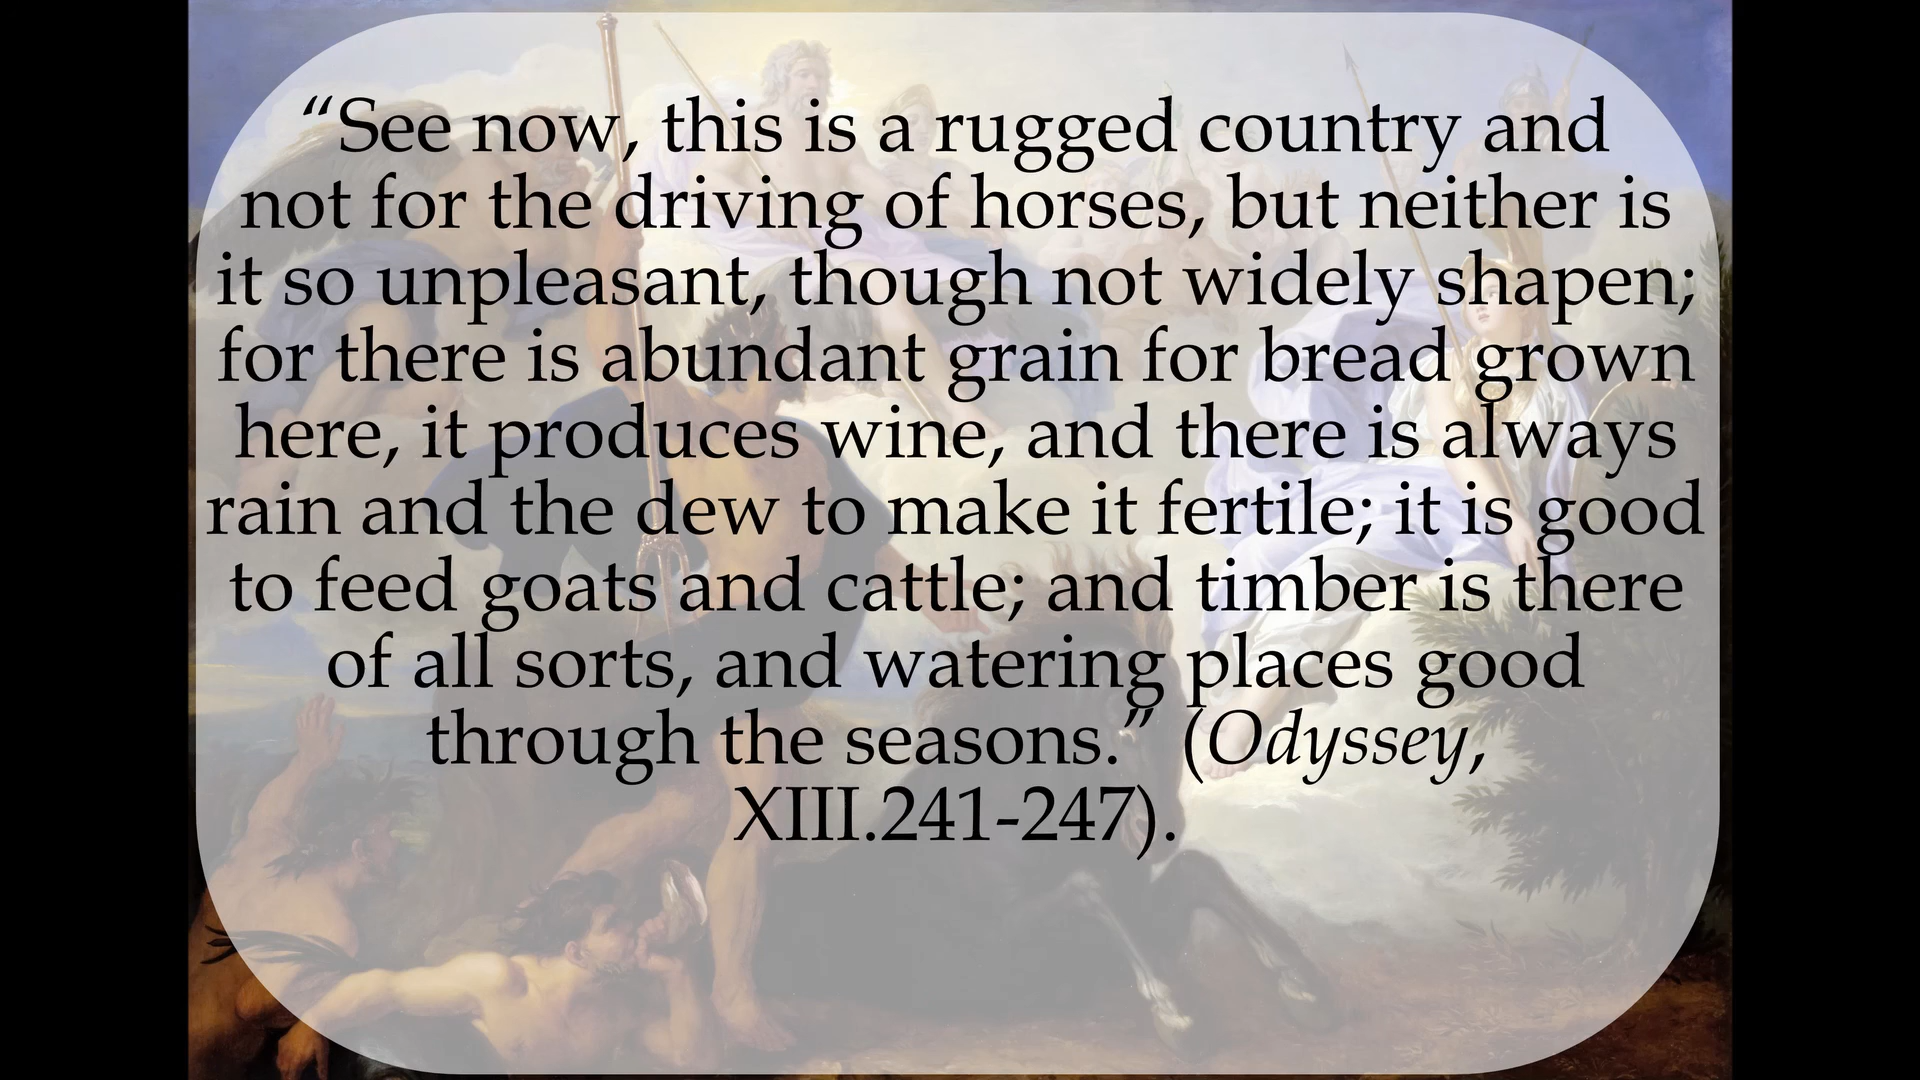 “See now, this is a rugged country and
not for the driving of horses, but neither is
it so unpleasant, though not widely shapen;
for there is abundant grain for bread grown
here, it produces wine, and there is always
rain and the dew to make it fertile; it is good
to feed goats and cattle; and timber is there
of all sorts, and watering places good
through the seasons.” (Odyssey,
XIII.241-247).